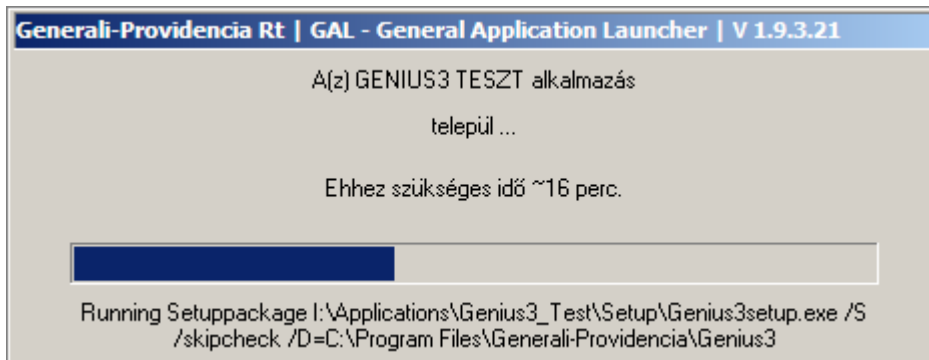 Generali-Providencia Rt | GAL - General Application Launcher | V 1.9.3.21
A(z) GENIUS3 TESZT alkalmazás
települ ...
Ehhez szükséges idő ~16 perc.
Running Setuppackage I:\Applications\Genius3_Test\Setup\Genius3setup.exe /S
/skipcheck /D=C:\Program Files\Generali-Providencia\Genius3